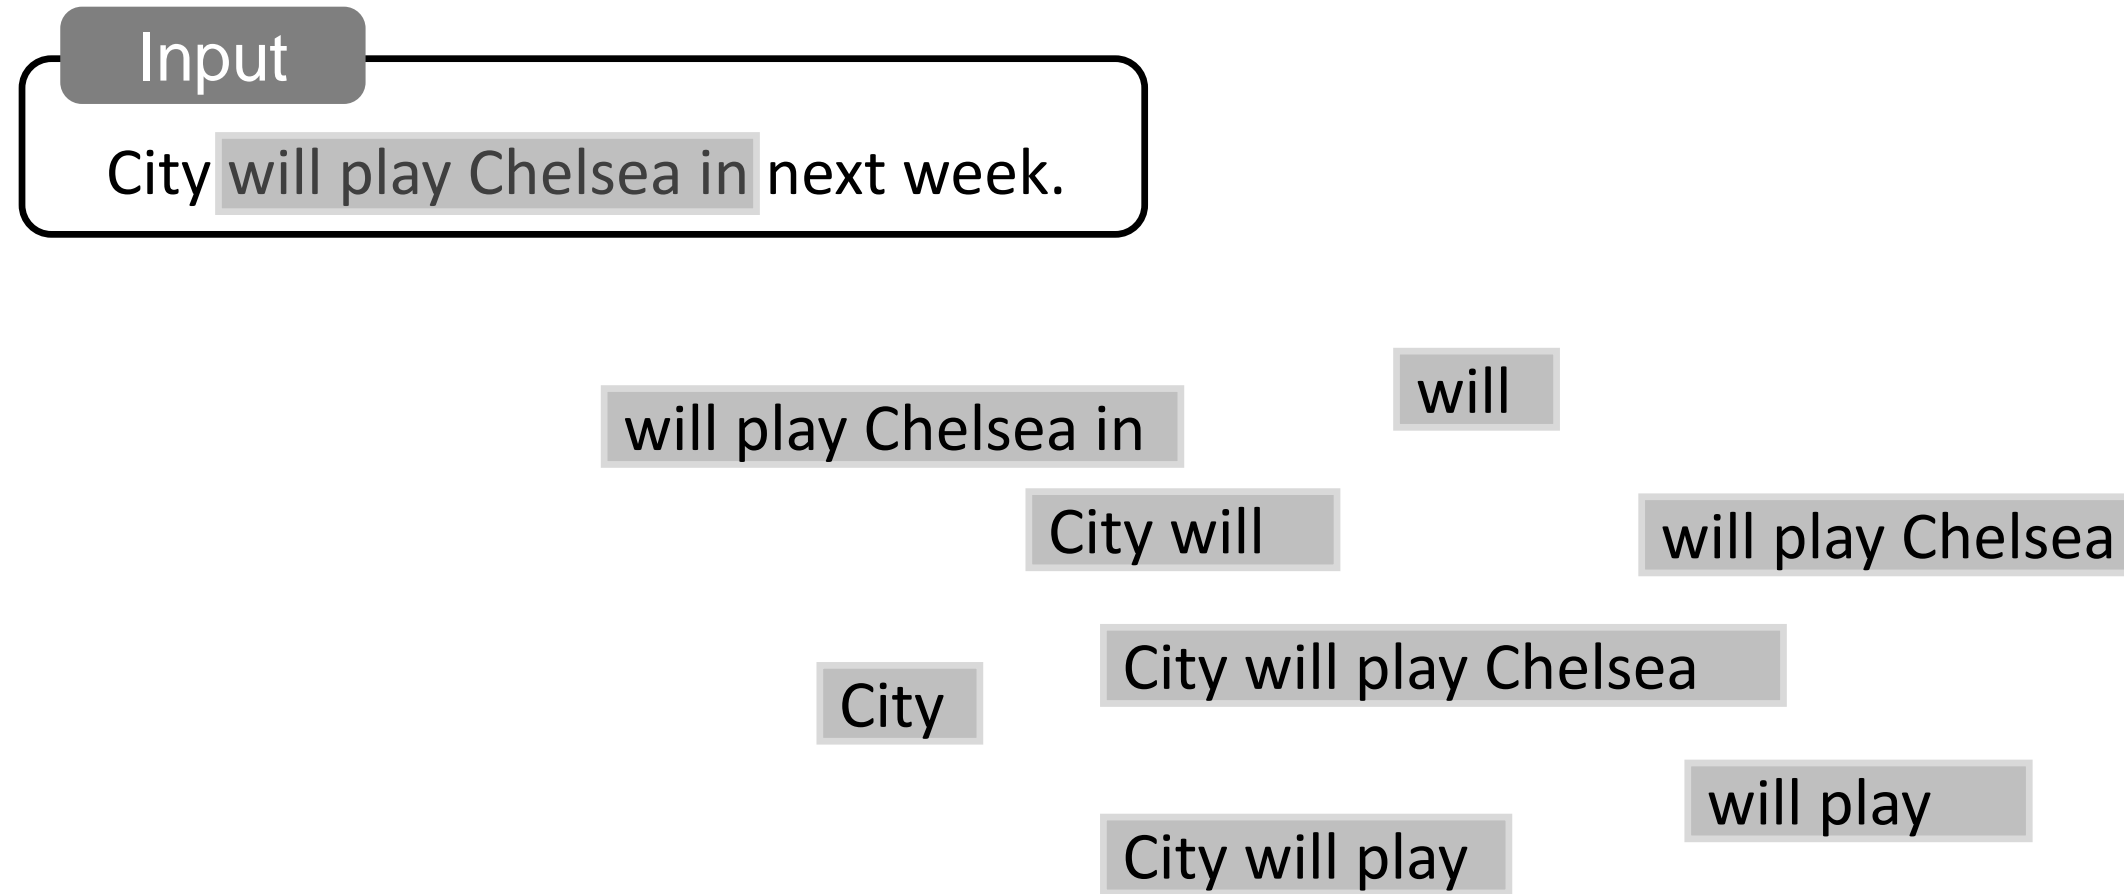 Input
City will play Chelsea in next week.
will
will play Chelsea in
City will
will play Chelsea
City will play Chelsea
City
will play
City will play